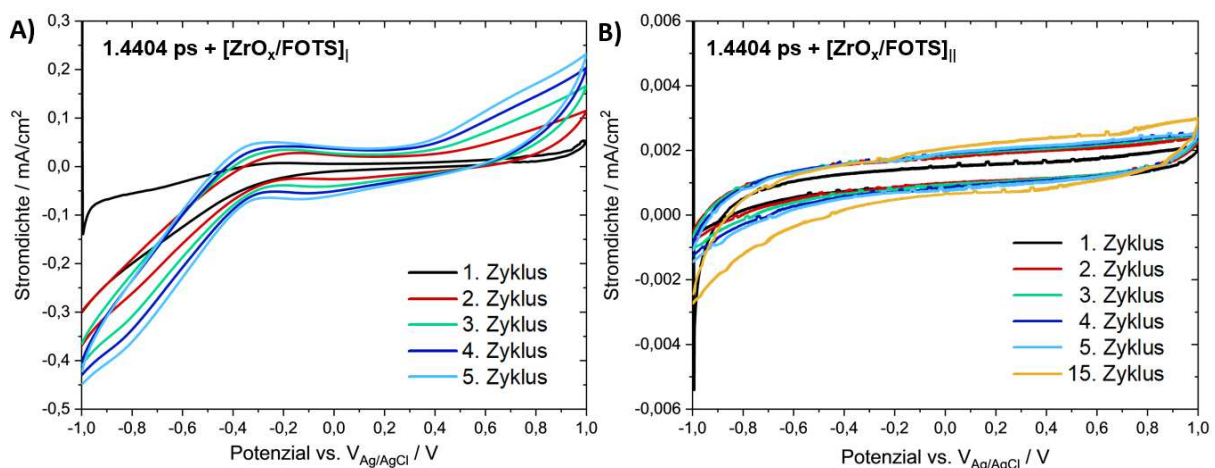 A)
1.4404 ps + [ZrOₓ/FOTS]|
0,3
0,2
0,1
0,0
-0,1
-0,2
-0,3
-0,4
-0,5
Stromdichte / mA/cm²
1. Zyklus
2. Zyklus
3. Zyklus
4. Zyklus
5. Zyklus
-1,0 -0,8 -0,6 -0,4 -0,2 0,0 0,2 0,4 0,6 0,8 1,0
Potenzial vs. V_Ag/AgCl / V
B)
1.4404 ps + [ZrOₓ/FOTS]||
0,006
0,004
0,002
0,000
-0,002
-0,004
-0,006
Stromdichte / mA/cm²
1. Zyklus
2. Zyklus
3. Zyklus
4. Zyklus
5. Zyklus
15. Zyklus
-1,0 -0,8 -0,6 -0,4 -0,2 0,0 0,2 0,4 0,6 0,8 1,0
Potenzial vs. V_Ag/AgCl / V